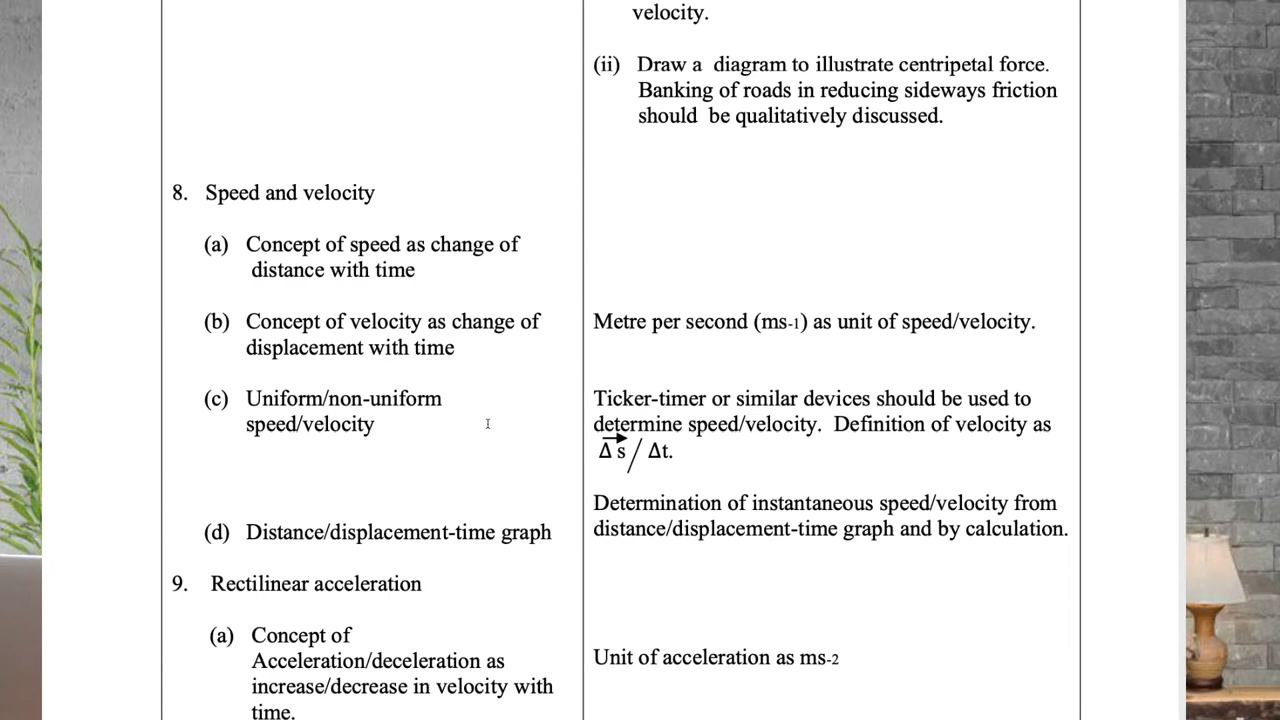 velocity.
(ii) Draw a diagram to illustrate centripetal force.
Banking of roads in reducing sideways friction
should be qualitatively discussed.
8. Speed and velocity
(a) Concept of speed as change of
distance with time
(b) Concept of velocity as change of
displacement with time
Metre per second (ms-1) as unit of speed/velocity.
(c) Uniform/non-uniform
speed/velocity
Ticker-timer or similar devices should be used to
determine speed/velocity. Definition of velocity as
Δs / Δt.
Determination of instantaneous speed/velocity from
distance/displacement-time graph and by calculation.
(d) Distance/displacement-time graph
9. Rectilinear acceleration
(a) Concept of
Acceleration/deceleration as
increase/decrease in velocity with
time.
Unit of acceleration as ms-2